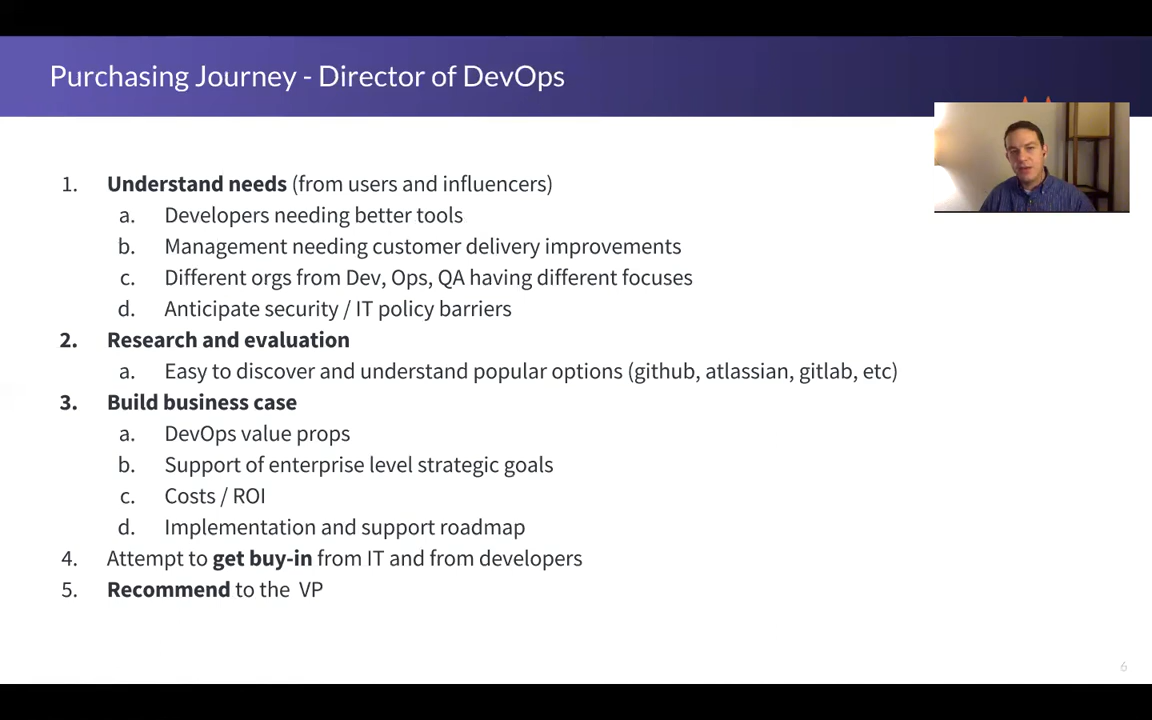 Purchasing Journey - Director of DevOps
1. Understand needs (from users and influencers)
a. Developers needing better tools
b. Management needing customer delivery improvements
c. Different orgs from Dev, Ops, QA having different focuses
d. Anticipate security / IT policy barriers
2. Research and evaluation
a. Easy to discover and understand popular options (github, atlassian, gitlab, etc)
3. Build business case
a. DevOps value props
b. Support of enterprise level strategic goals
c. Costs / ROI
d. Implementation and support roadmap
4. Attempt to get buy-in from IT and from developers
5. Recommend to the VP
6